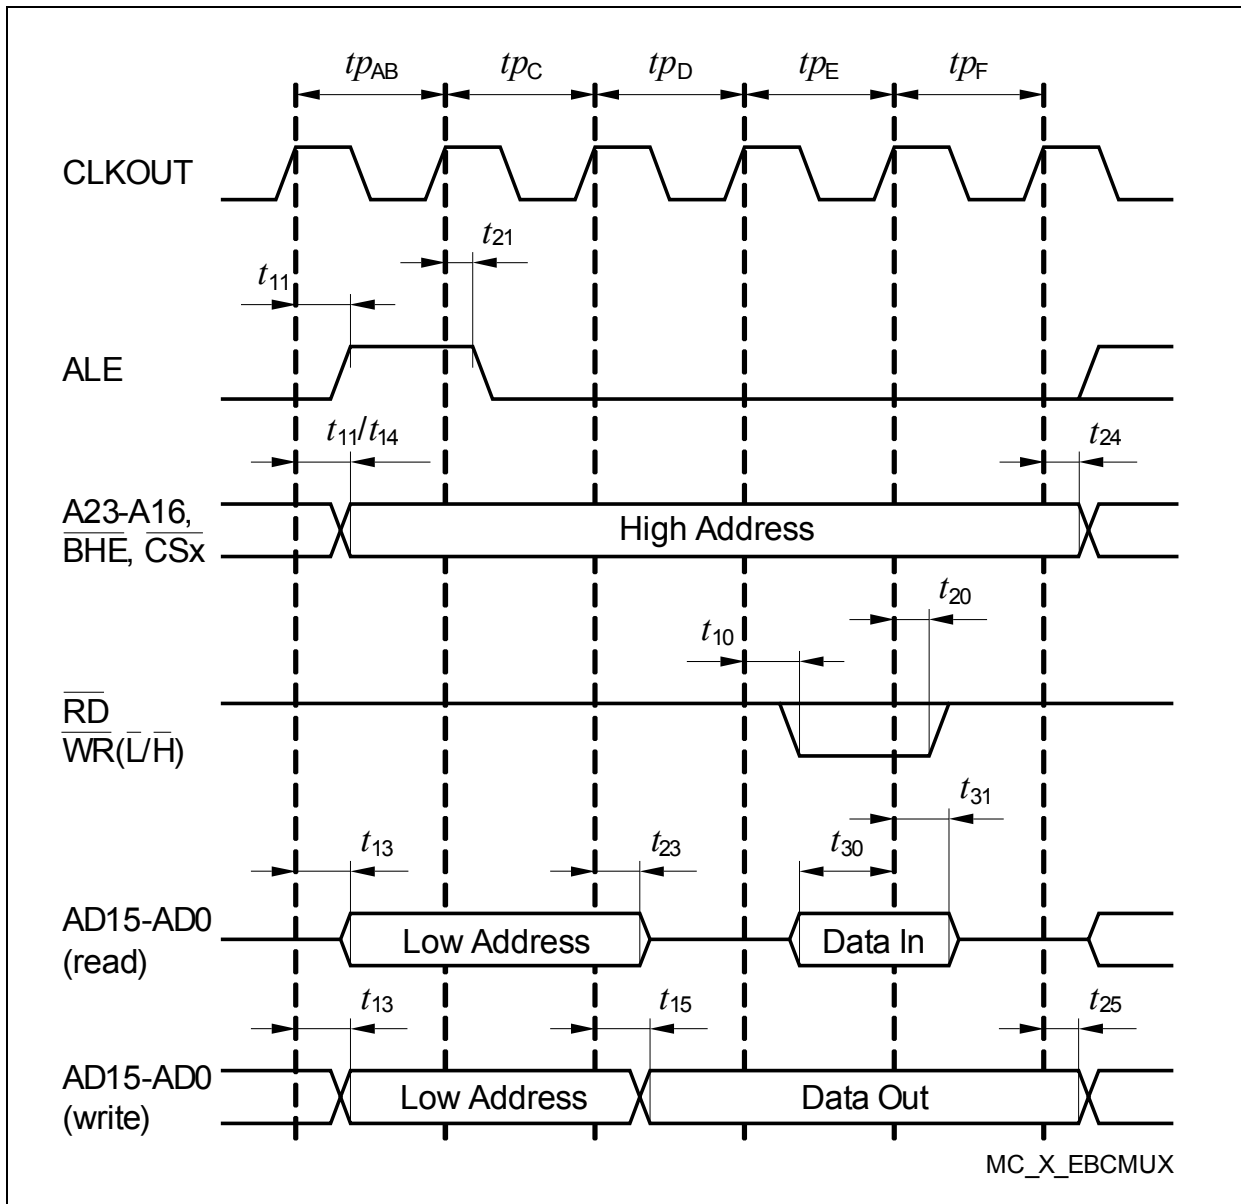 tpAB tpC tpD tpE tpF
CLKOUT
t21
t11
ALE
t11/t14 t24
A23-A16,
BHE, CSx
High Address
t20
t10
RD
WR(L/H)
t31
t13 t23 t30
AD15-AD0
(read)
Low Address Data In
t13 t15 t25
AD15-AD0
(write)
Low Address Data Out
MC_X_EBCMUX